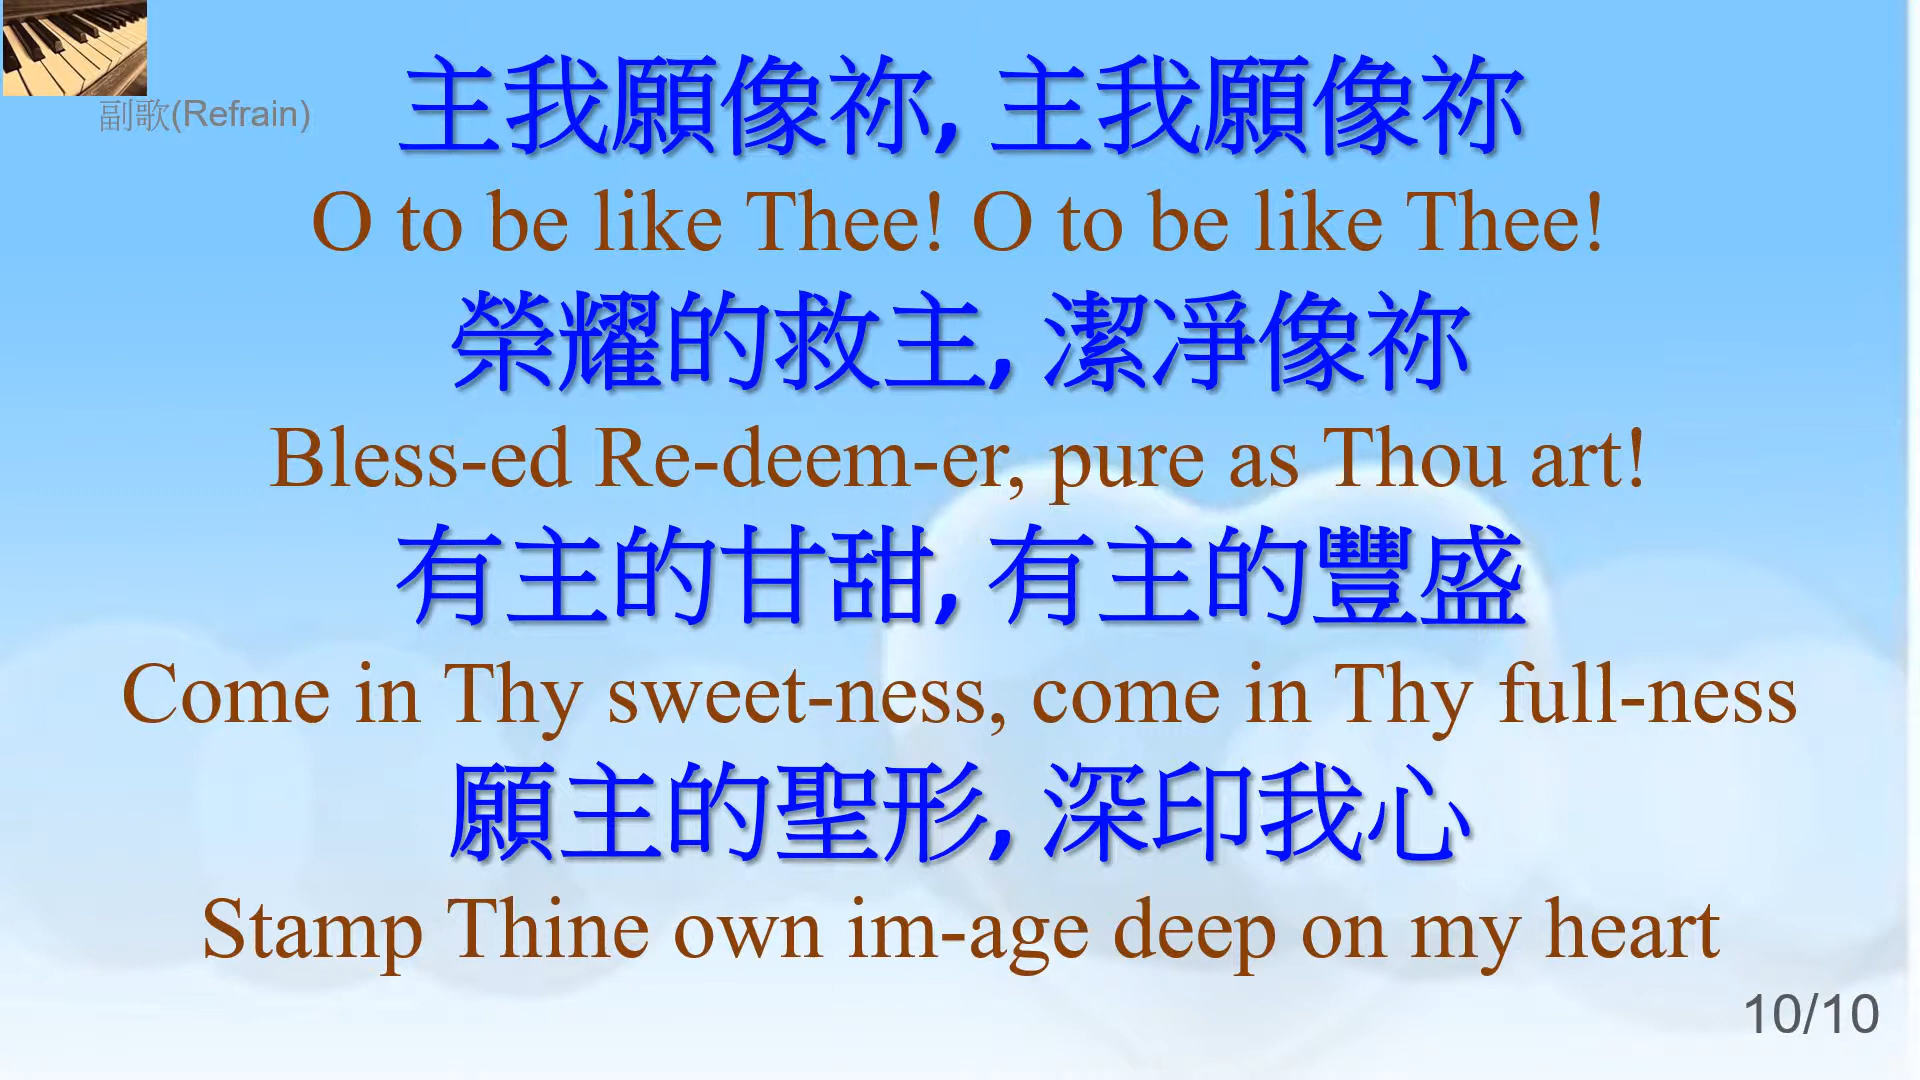 副歌(Refrain)
主我願像祢, 主我願像祢
O to be like Thee! O to be like Thee!
榮耀的救主, 潔淨像祢
Bless-ed Re-deem-er, pure as Thou art!
有主的甘甜, 有主的豐盛
Come in Thy sweet-ness, come in Thy full-ness
願主的聖形, 深印我心
Stamp Thine own im-age deep on my heart
10/10